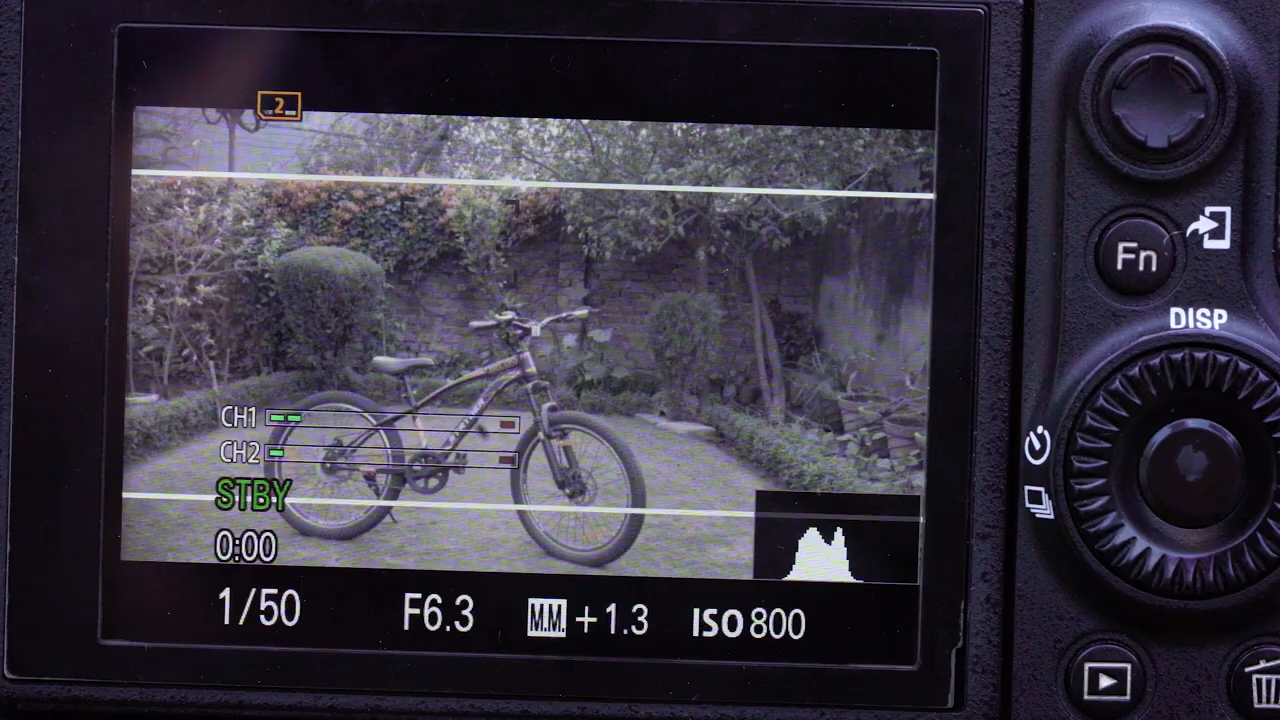 2
Fn
DISP
CH1
CH2
STBY
0:00
1/50 F6.3 M.M. +1.3 ISO 800